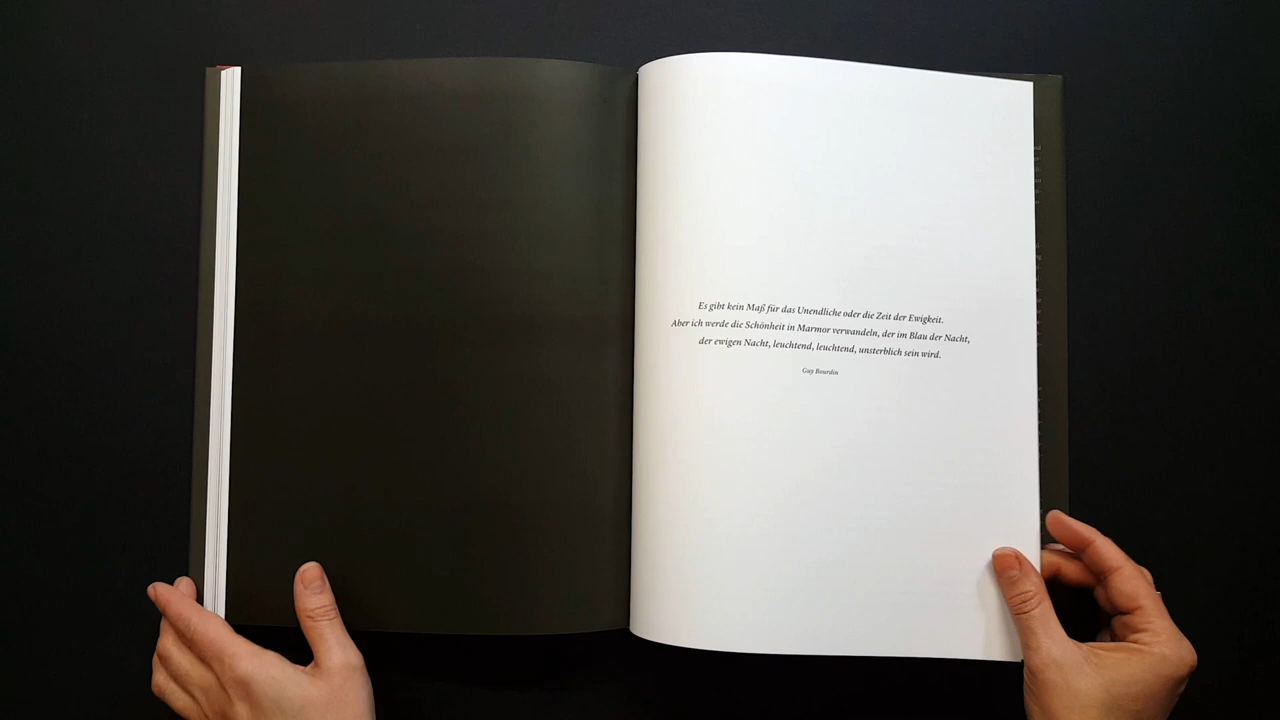 Es gibt kein Maß für das Unendliche oder die Zeit der Ewigkeit.
Aber ich werde die Schönheit in Marmor verwandeln, der im Blau der Nacht,
der ewigen Nacht, leuchtend, leuchtend, unsterblich sein wird.
Guy Bourdin